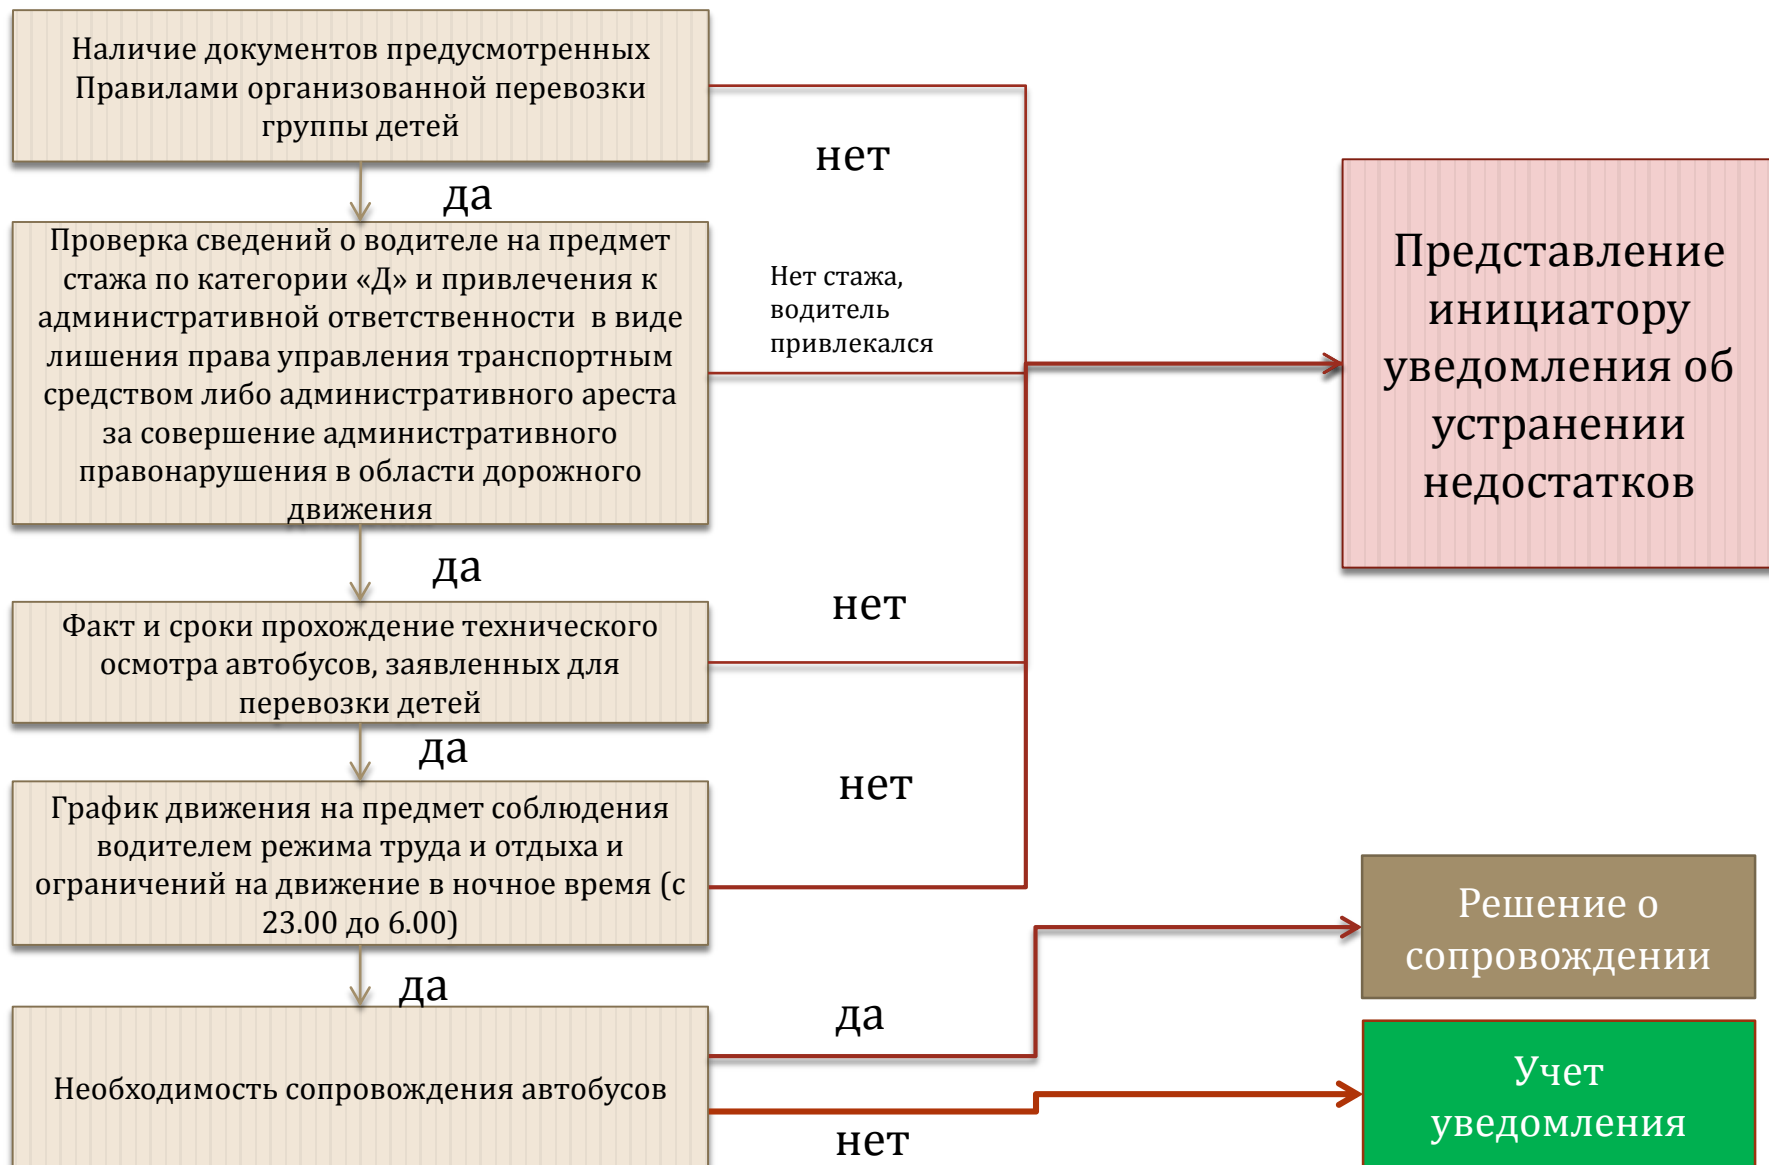 Наличие документов предусмотренных
Правилами организованной перевозки
группы детей
нет
да
Проверка сведений о водителе на предмет
стажа по категории «Д» и привлечения к
административной ответственности в виде
лишения права управления транспортным
средством либо административного ареста
за совершение административного
правонарушения в области дорожного
движения
Нет стажа,
водитель
привлекался
Представление
инициатору
уведомления об
устранении
недостатков
да
нет
Факт и сроки прохождение технического
осмотра автобусов, заявленных для
перевозки детей
да
нет
График движения на предмет соблюдения
водителем режима труда и отдыха и
ограничений на движение в ночное время (с
23.00 до 6.00)
Решение о
сопровождении
да
да
Необходимость сопровождения автобусов
Учет
уведомления
нет